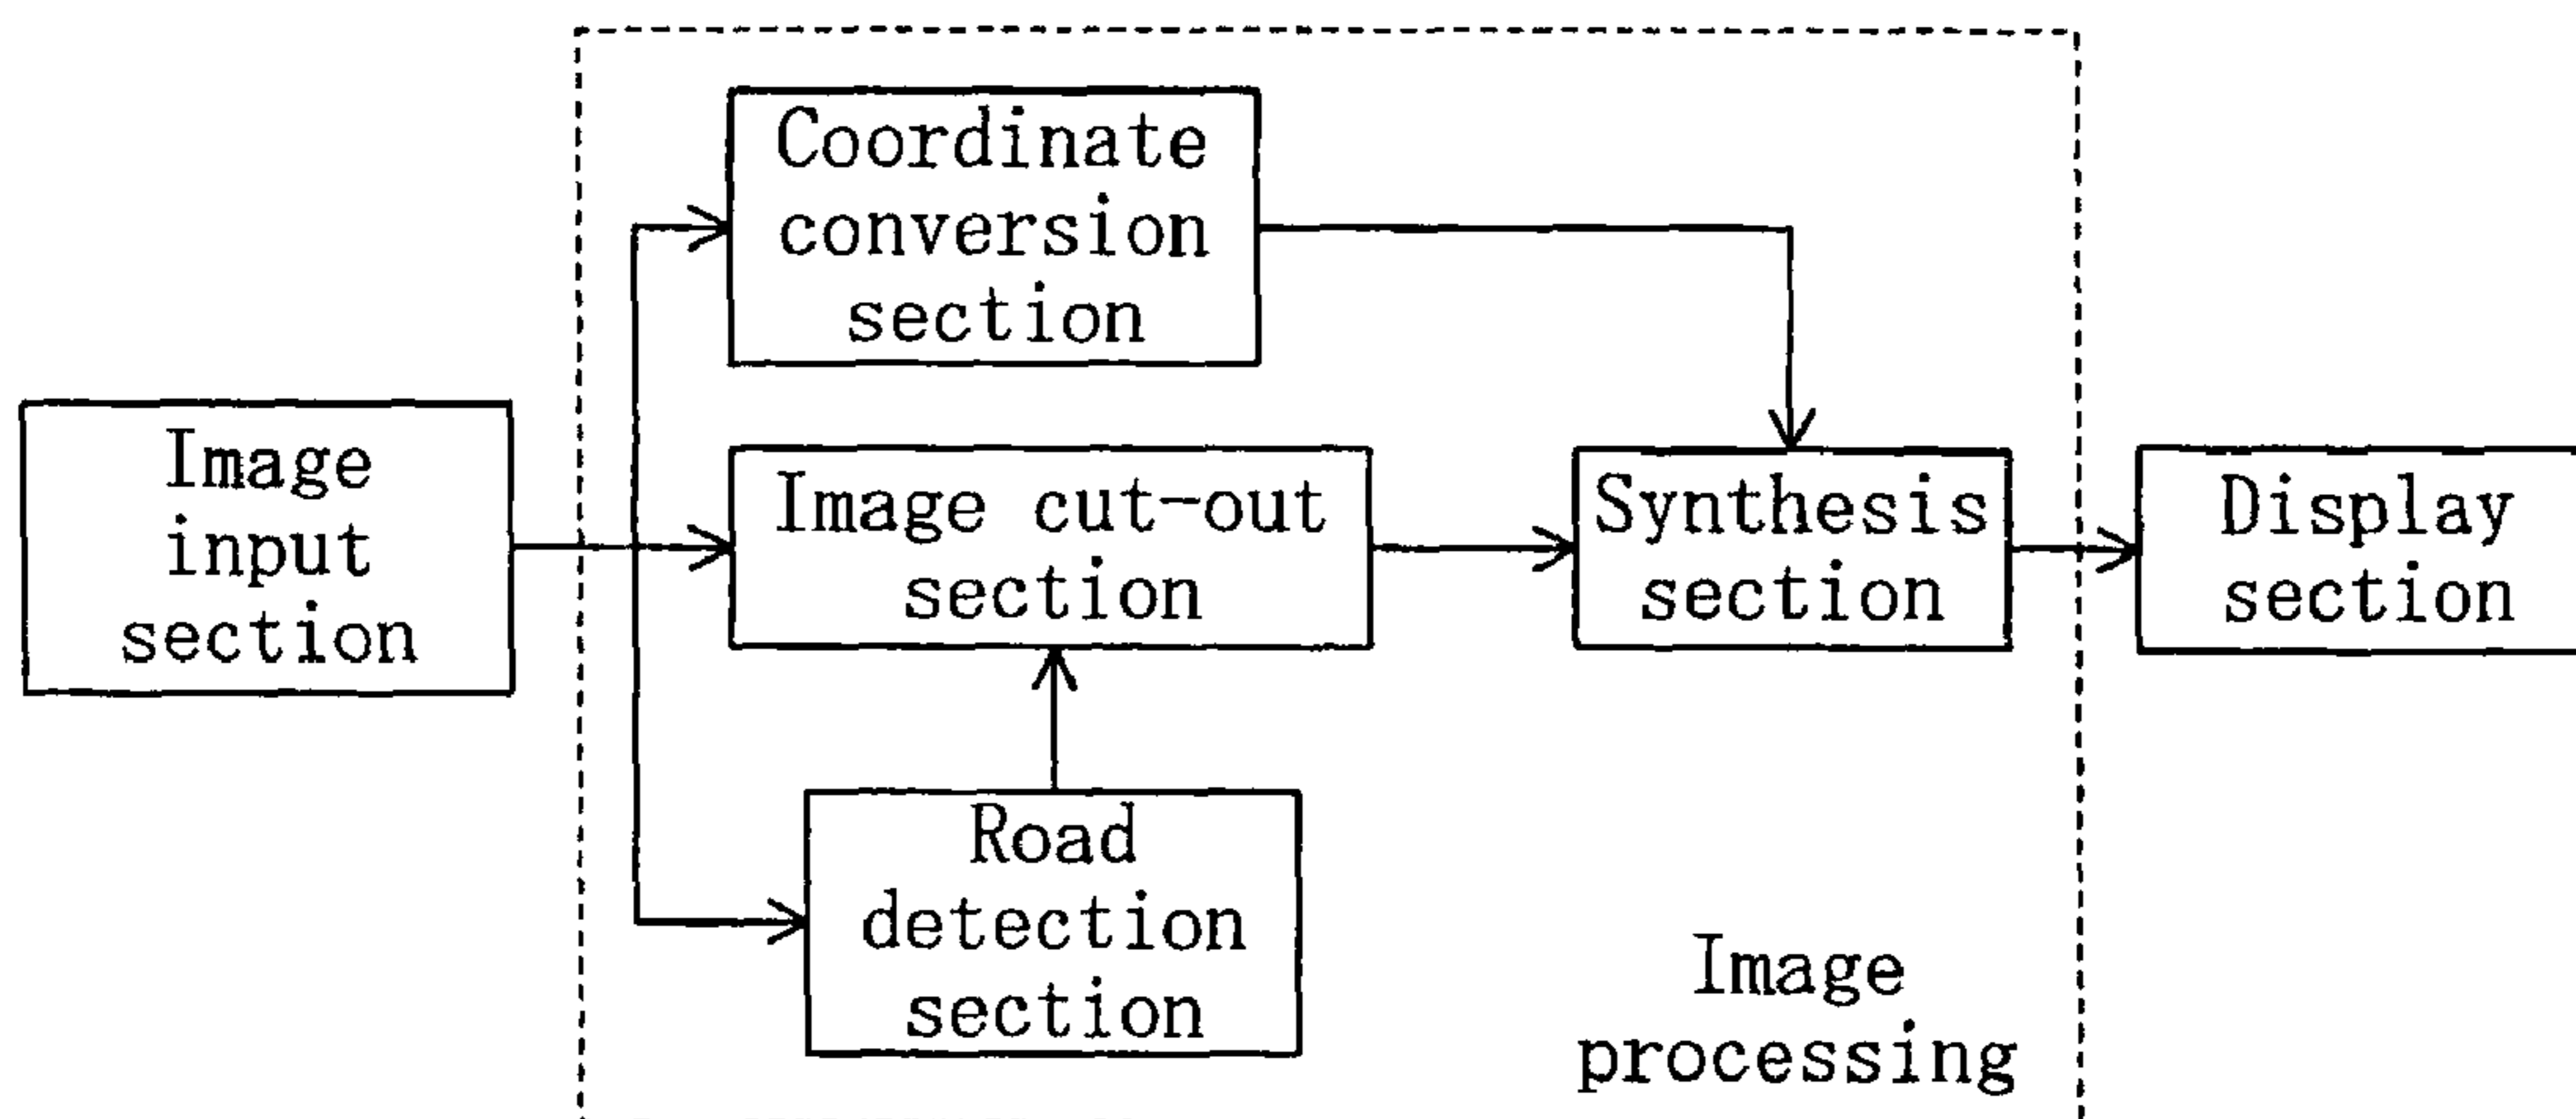 Coordinate
conversion
section
Image
input
section
Image cut-out
section
Synthesis
section
Display
section
Road
detection
section
Image
processing